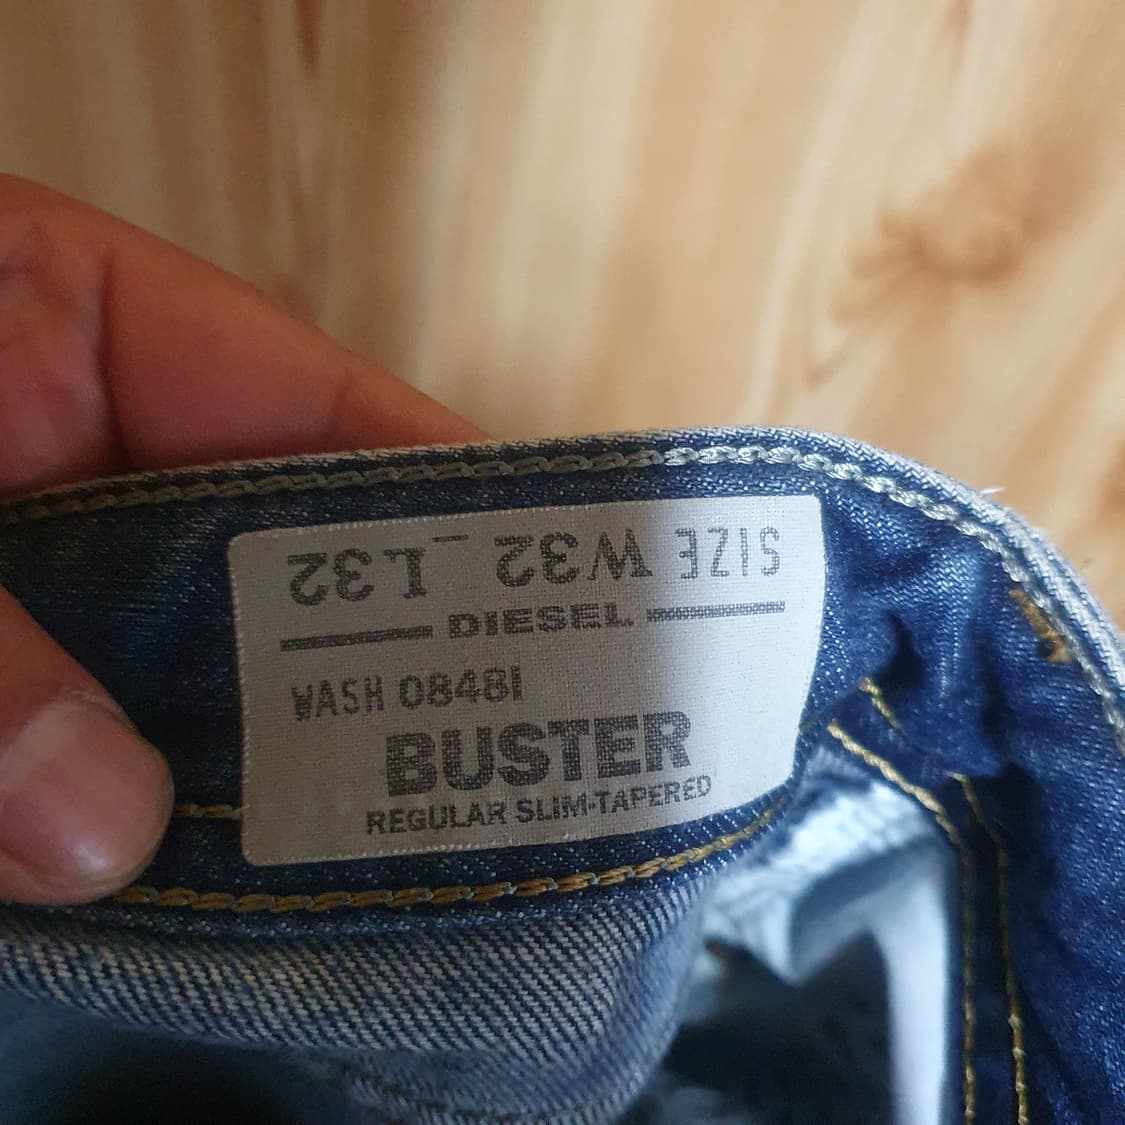 SIZE W32_L32
DIESEL
WASH 0848I
BUSTER
REGULAR SLIM-TAPERED